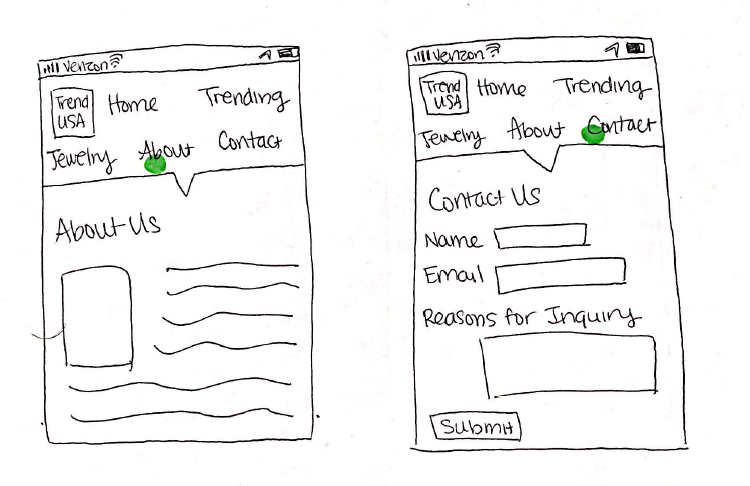 Verizon
Trend USA Home Trending
Jewelry About Contact
About Us
Verizon
Trend USA Home Trending
Jewelry About Contact
Contact Us
Name
Email
Reasons for Inquiry
Submit